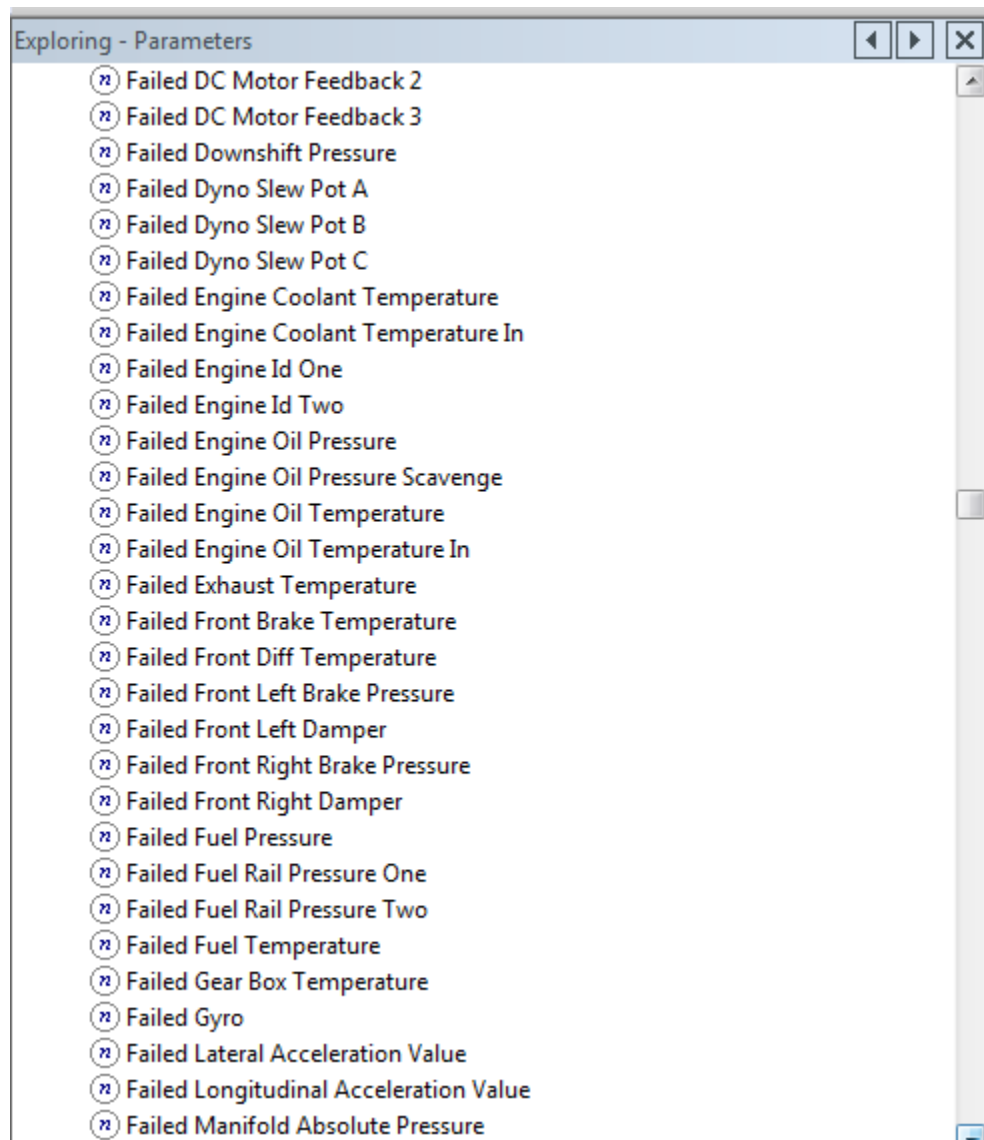 Exploring - Parameters
n Failed DC Motor Feedback 2
n Failed DC Motor Feedback 3
n Failed Downshift Pressure
n Failed Dyno Slew Pot A
n Failed Dyno Slew Pot B
n Failed Dyno Slew Pot C
n Failed Engine Coolant Temperature
n Failed Engine Coolant Temperature In
n Failed Engine Id One
n Failed Engine Id Two
n Failed Engine Oil Pressure
n Failed Engine Oil Pressure Scavenge
n Failed Engine Oil Temperature
n Failed Engine Oil Temperature In
n Failed Exhaust Temperature
n Failed Front Brake Temperature
n Failed Front Diff Temperature
n Failed Front Left Brake Pressure
n Failed Front Left Damper
n Failed Front Right Brake Pressure
n Failed Front Right Damper
n Failed Fuel Pressure
n Failed Fuel Rail Pressure One
n Failed Fuel Rail Pressure Two
n Failed Fuel Temperature
n Failed Gear Box Temperature
n Failed Gyro
n Failed Lateral Acceleration Value
n Failed Longitudinal Acceleration Value
n Failed Manifold Absolute Pressure